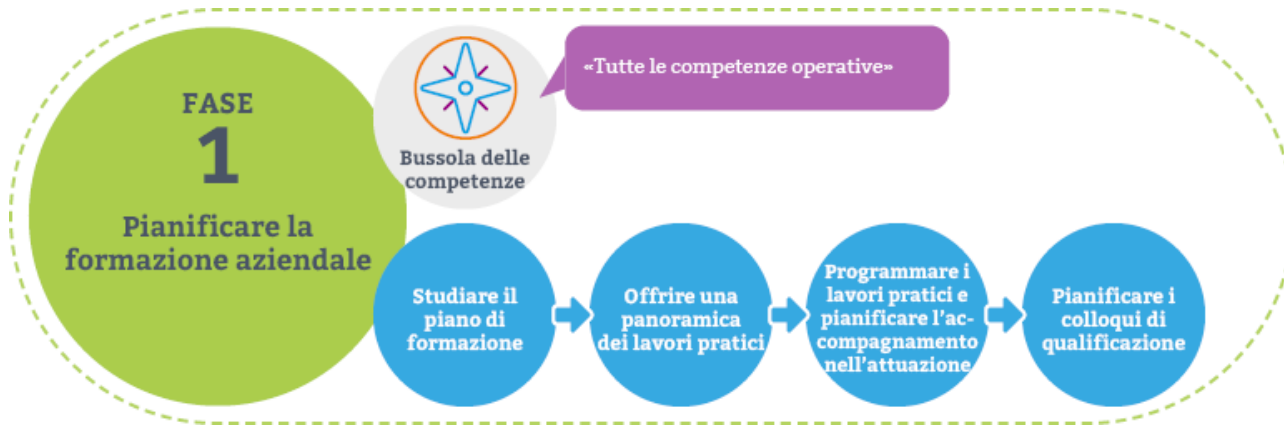 FASE
1
Pianificare la
formazione aziendale
Bussola delle
competenze
«Tutte le competenze operative»
Studiare il
piano di
formazione
Offrire una
panoramica
dei lavori pratici
Programmare i
lavori pratici e
pianificare l’ac-
compagnamento
nell’attuazione
Pianificare i
colloqui di
qualificazione